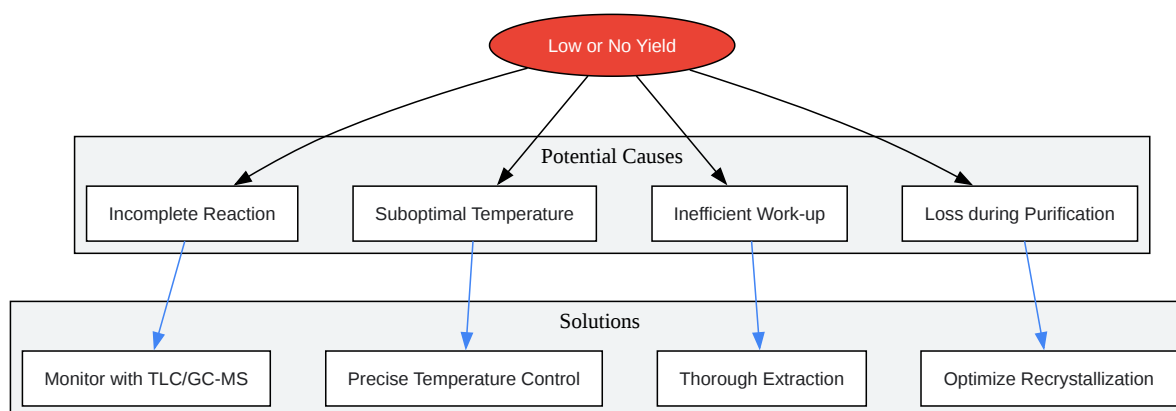 Low or No Yield
Potential Causes
Incomplete Reaction
Suboptimal Temperature
Inefficient Work-up
Loss during Purification
Solutions
Monitor with TLC/GC-MS
Precise Temperature Control
Thorough Extraction
Optimize Recrystallization